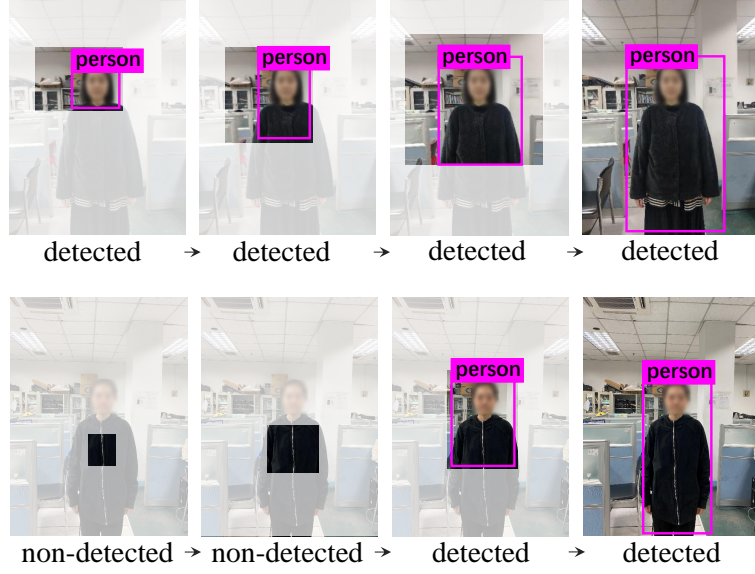 person person person person
detected → detected → detected → detected
person person
non-detected → non-detected → detected → detected